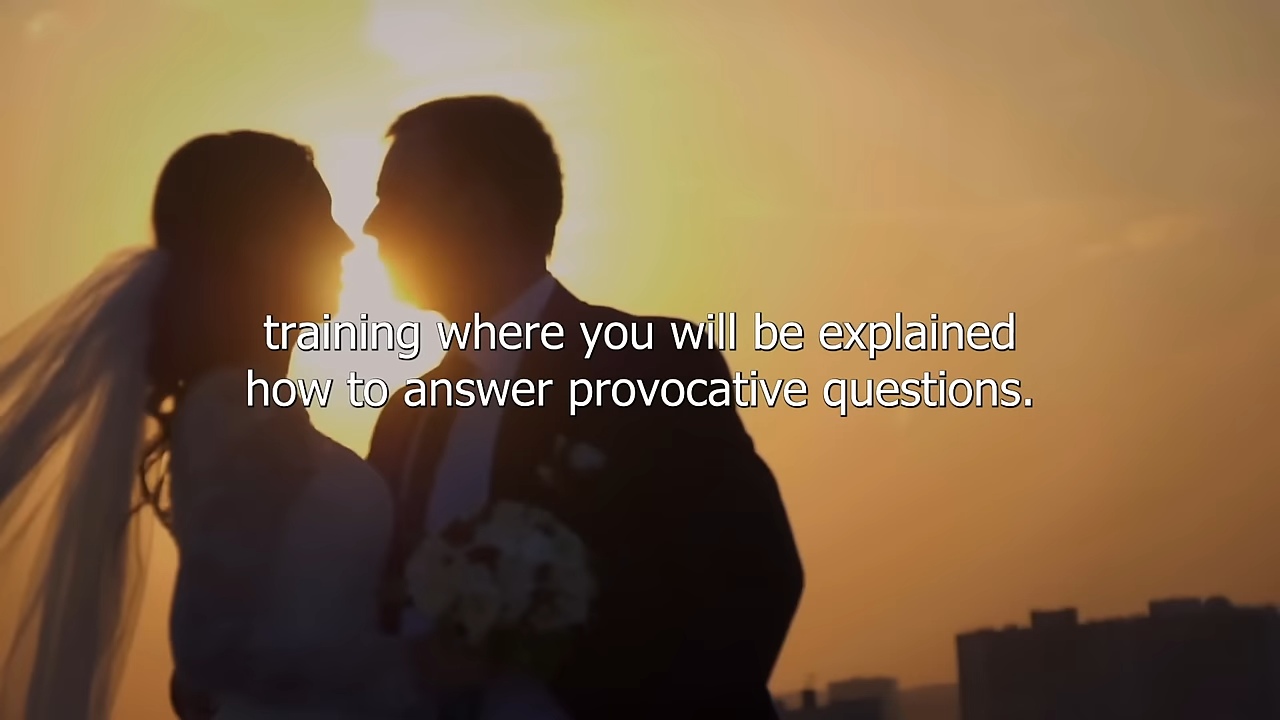 training where you will be explained
how to answer provocative questions.